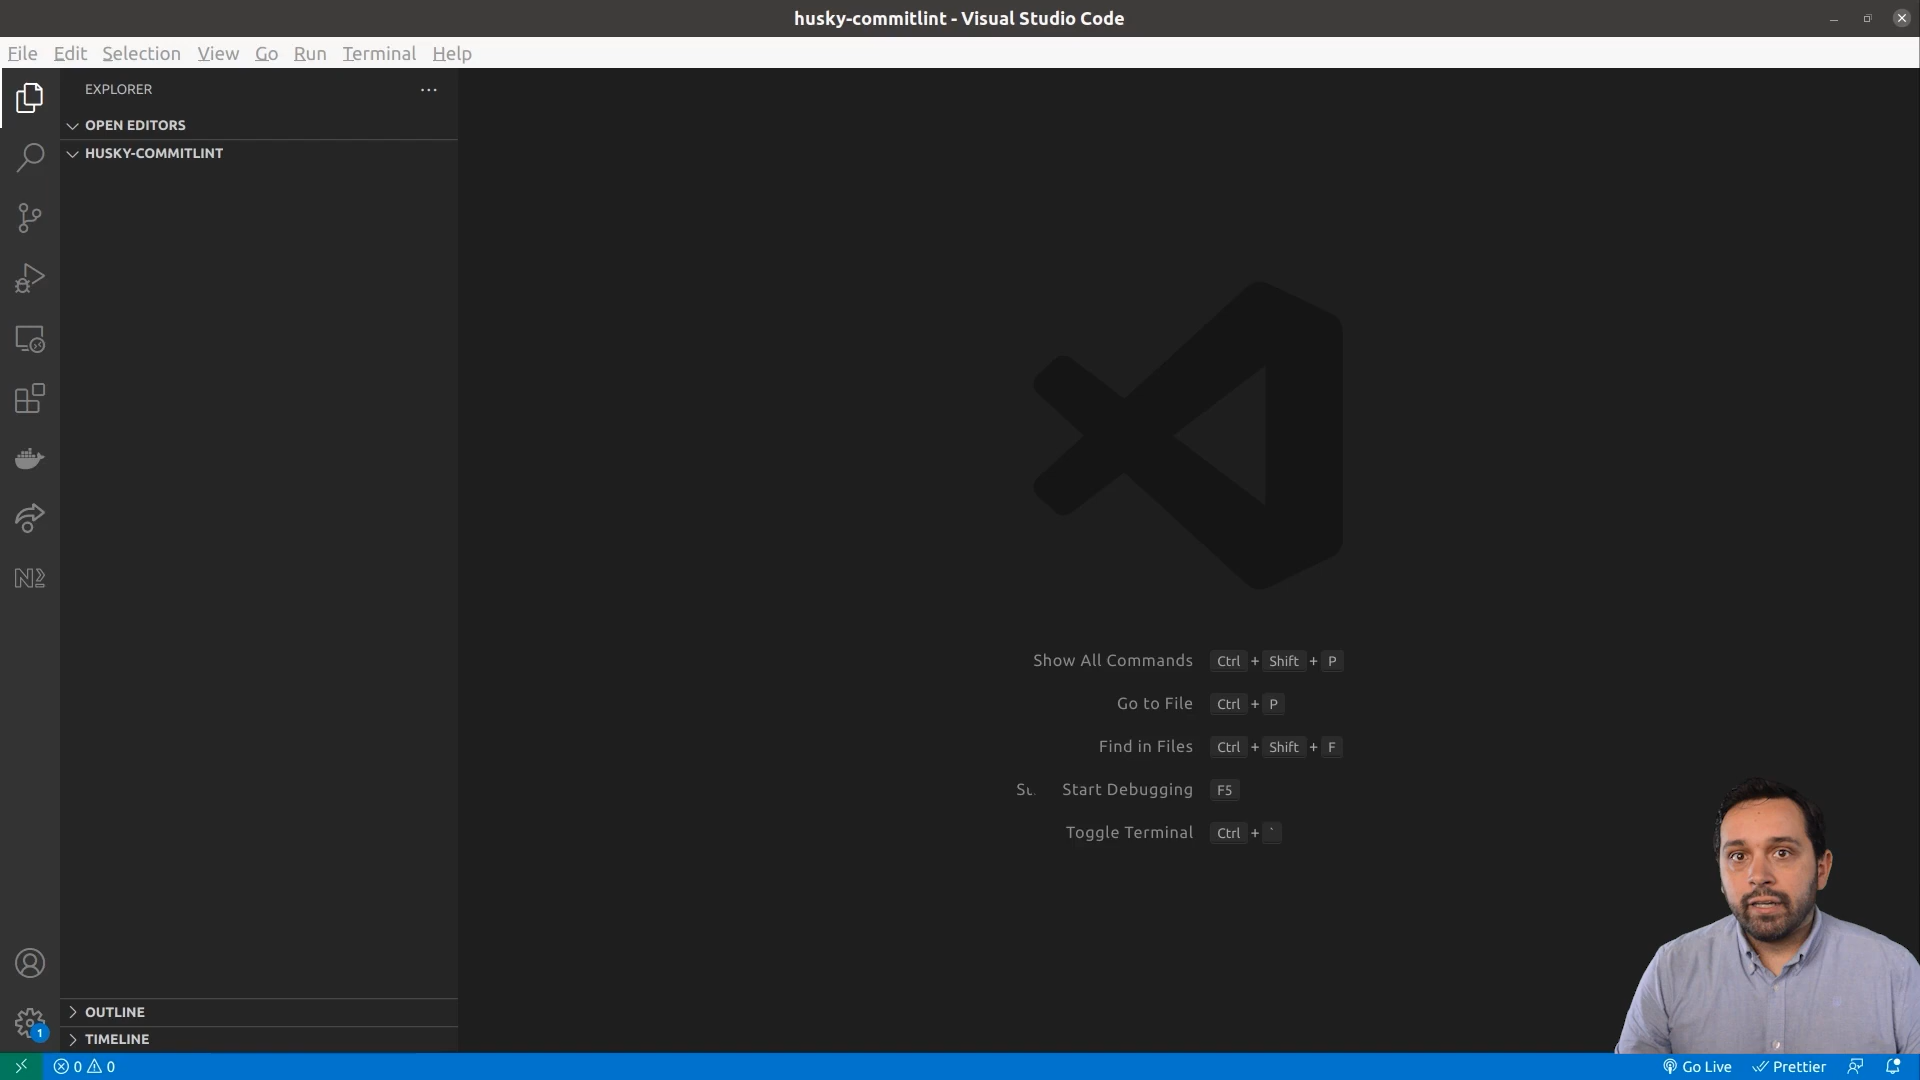 husky-commitlint - Visual Studio Code
File Edit Selection View Go Run Terminal Help
EXPLORER
OPEN EDITORS
HUSKY-COMMITLINT
Show All Commands Ctrl + Shift + P
Go to File Ctrl + P
Find in Files Ctrl + Shift + F
Start Debugging F5
Toggle Terminal Ctrl + `
OUTLINE
1
TIMELINE
0 0 Go Live Prettier